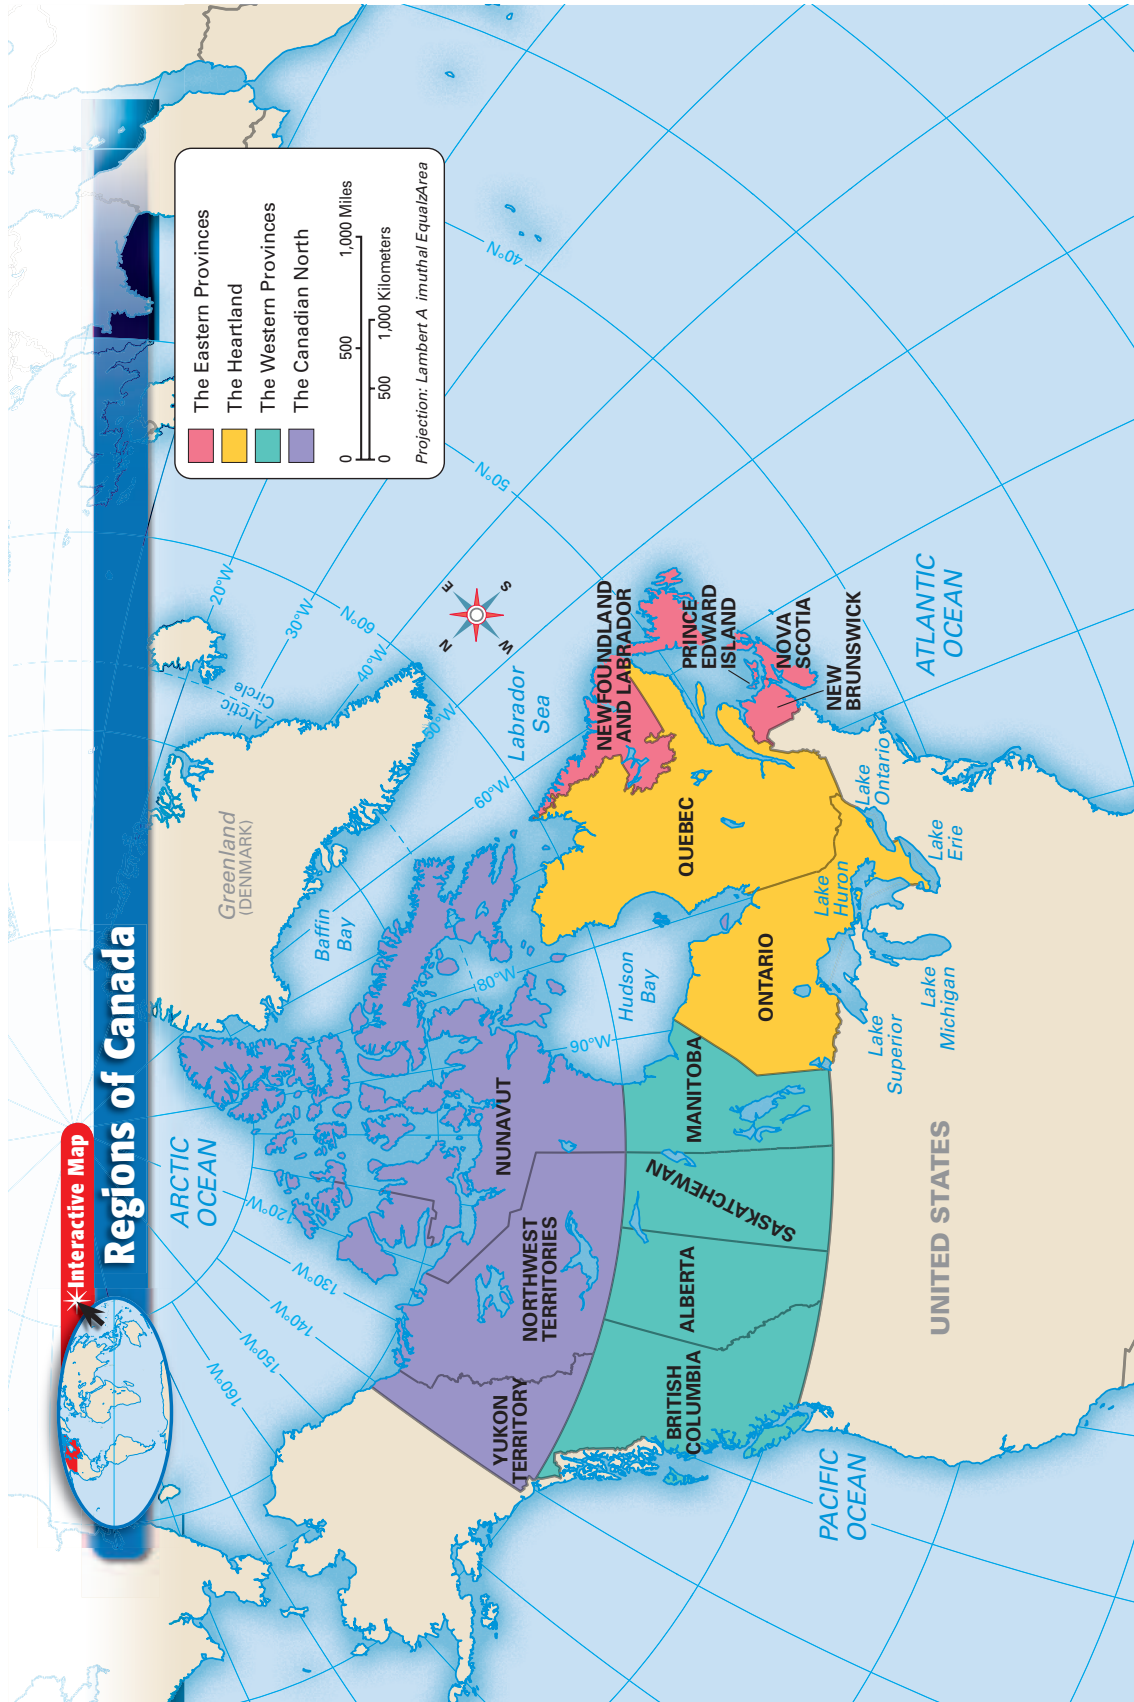 Interactive Map
Regions of Canada
The Eastern Provinces
The Heartland
The Western Provinces
The Canadian North
0 500 1,000 Miles
0 500 1,000 Kilometers
Projection: Lambert A imuthal EqualzArea
ARCTIC
OCEAN
Greenland
(DENMARK)
Baffin
Bay
Arctic
Circle
20°W
30°W
40°W
50°W
60°W
80°W
90°W
120°W
130°W
140°W
150°W
160°W
60°N
50°N
40°N
N
E
S
W
Labrador
Sea
Hudson
Bay
YUKON
TERRITORY
NORTHWEST
TERRITORIES
NUNAVUT
BRITISH
COLUMBIA
ALBERTA
SASKATCHEWAN
MANITOBA
ONTARIO
QUEBEC
NEWFOUNDLAND
AND LABRADOR
PRINCE
EDWARD
ISLAND
NOVA
SCOTIA
NEW
BRUNSWICK
Lake
Superior
Lake
Michigan
Lake
Huron
Lake
Erie
Lake
Ontario
PACIFIC
OCEAN
UNITED STATES
ATLANTIC
OCEAN